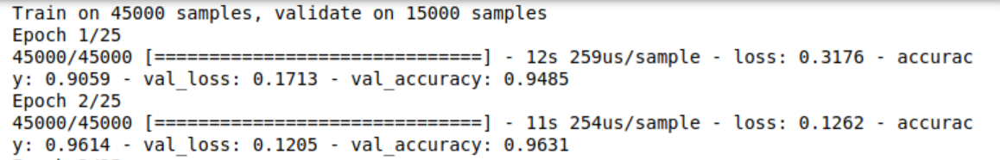 Train on 45000 samples, validate on 15000 samples
Epoch 1/25
45000/45000 [==============================] - 12s 259us/sample - loss: 0.3176 - accurac
y: 0.9059 - val_loss: 0.1713 - val_accuracy: 0.9485
Epoch 2/25
45000/45000 [==============================] - 11s 254us/sample - loss: 0.1262 - accurac
y: 0.9614 - val_loss: 0.1205 - val_accuracy: 0.9631